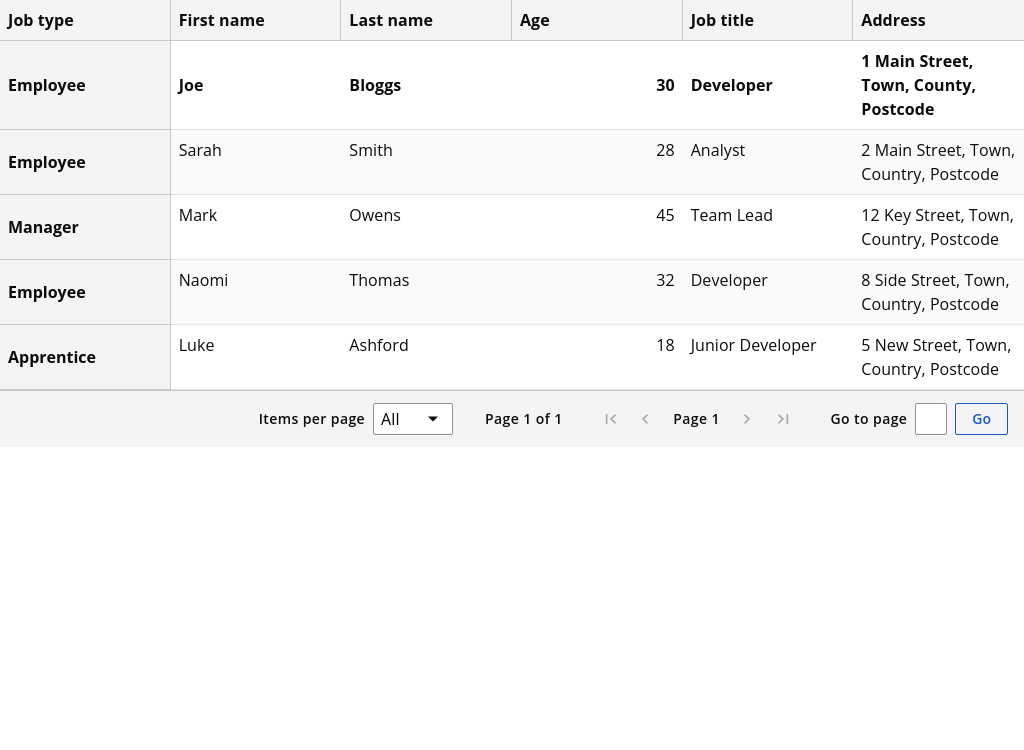 Job type First name Last name Age Job title Address
Employee Joe Bloggs 30 Developer 1 Main Street,
Town, County,
Postcode
Employee Sarah Smith 28 Analyst 2 Main Street, Town,
Country, Postcode
Manager Mark Owens 45 Team Lead 12 Key Street, Town,
Country, Postcode
Employee Naomi Thomas 32 Developer 8 Side Street, Town,
Country, Postcode
Apprentice Luke Ashford 18 Junior Developer 5 New Street, Town,
Country, Postcode
Items per page All Page 1 of 1 Page 1 Go to page Go